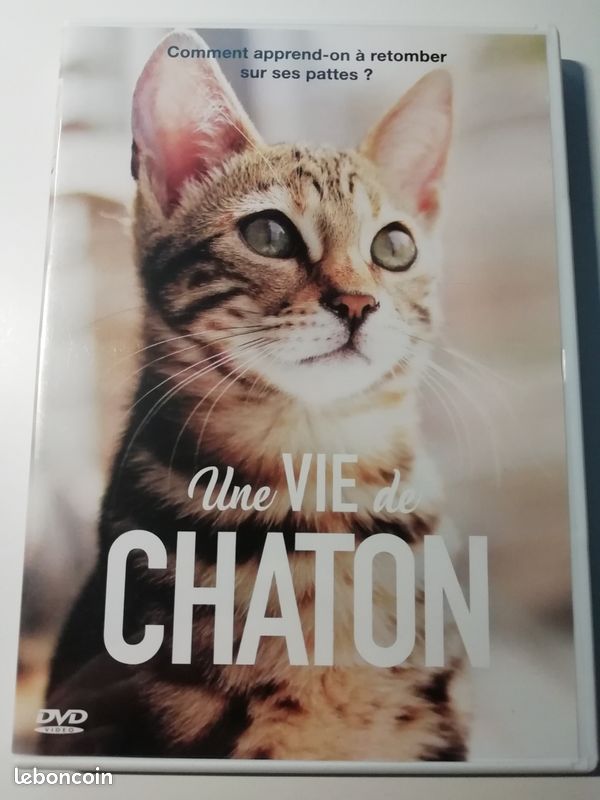 Comment apprend-on à retomber
sur ses pattes ?
Une VIE de
CHATON
DVD
VIDEO
leboncoin